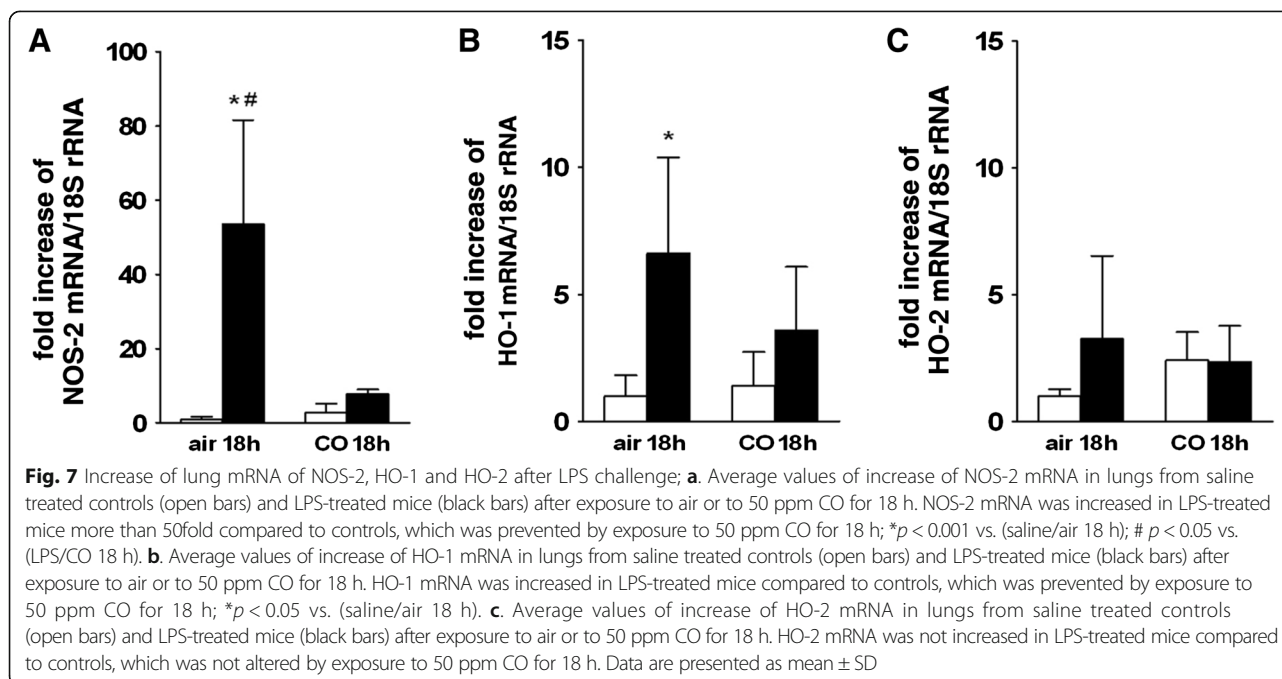 A
fold increase of
NOS-2 mRNA/18S rRNA
100
80
60
40
20
0
*#
air 18h
CO 18h
B
fold increase of
HO-1 mRNA/18S rRNA
15
10
5
0
*
air 18h
CO 18h
C
fold increase of
HO-2 mRNA/18S rRNA
15
10
5
0
air 18h
CO 18h
Fig. 7 Increase of lung mRNA of NOS-2, HO-1 and HO-2 after LPS challenge; a. Average values of increase of NOS-2 mRNA in lungs from saline
treated controls (open bars) and LPS-treated mice (black bars) after exposure to air or to 50 ppm CO for 18 h. NOS-2 mRNA was increased in LPS-treated
mice more than 50fold compared to controls, which was prevented by exposure to 50 ppm CO for 18 h; *p < 0.001 vs. (saline/air 18 h); # p < 0.05 vs.
(LPS/CO 18 h). b. Average values of increase of HO-1 mRNA in lungs from saline treated controls (open bars) and LPS-treated mice (black bars) after
exposure to air or to 50 ppm CO for 18 h. HO-1 mRNA was increased in LPS-treated mice compared to controls, which was prevented by exposure to
50 ppm CO for 18 h; *p < 0.05 vs. (saline/air 18 h). c. Average values of increase of HO-2 mRNA in lungs from saline treated controls
(open bars) and LPS-treated mice (black bars) after exposure to air or to 50 ppm CO for 18 h. HO-2 mRNA was not increased in LPS-treated mice compared
to controls, which was not altered by exposure to 50 ppm CO for 18 h. Data are presented as mean ± SD